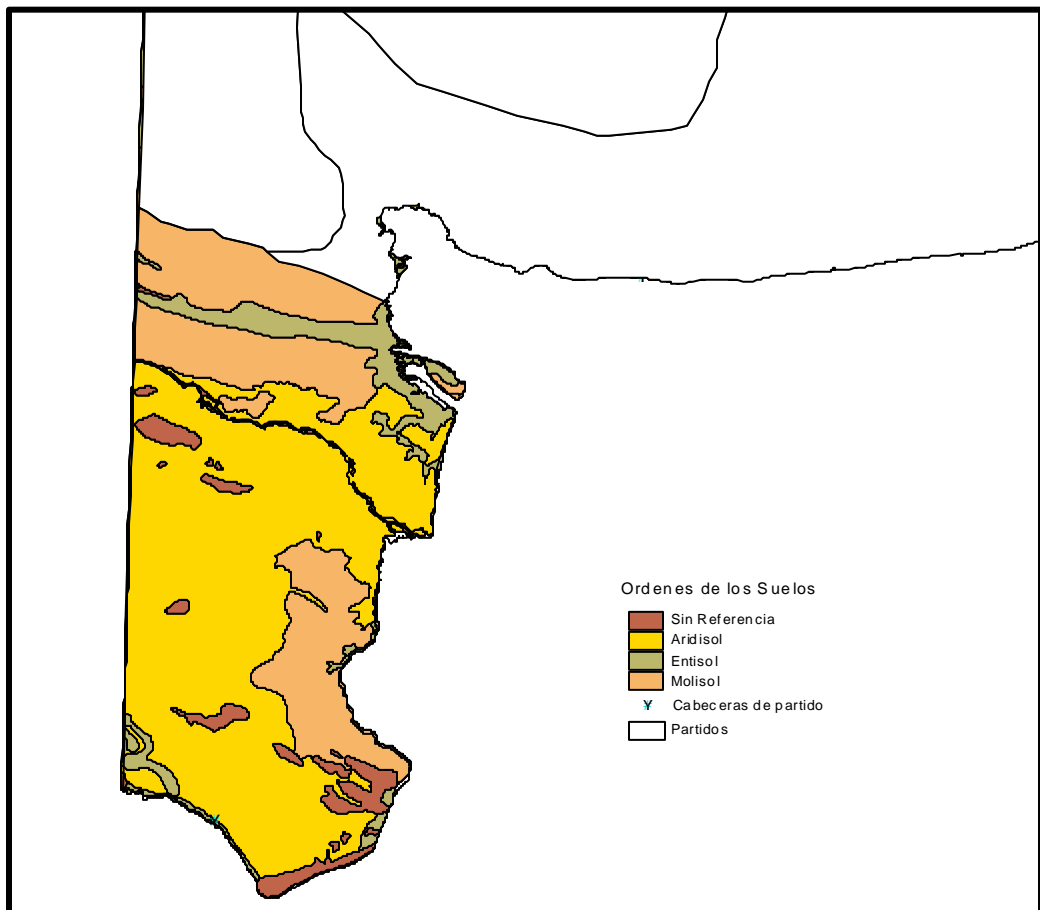 Ordenes de los Suelos
Sin Referencia
Aridisol
Entisol
Molisol
Cabeceras de partido
Partidos